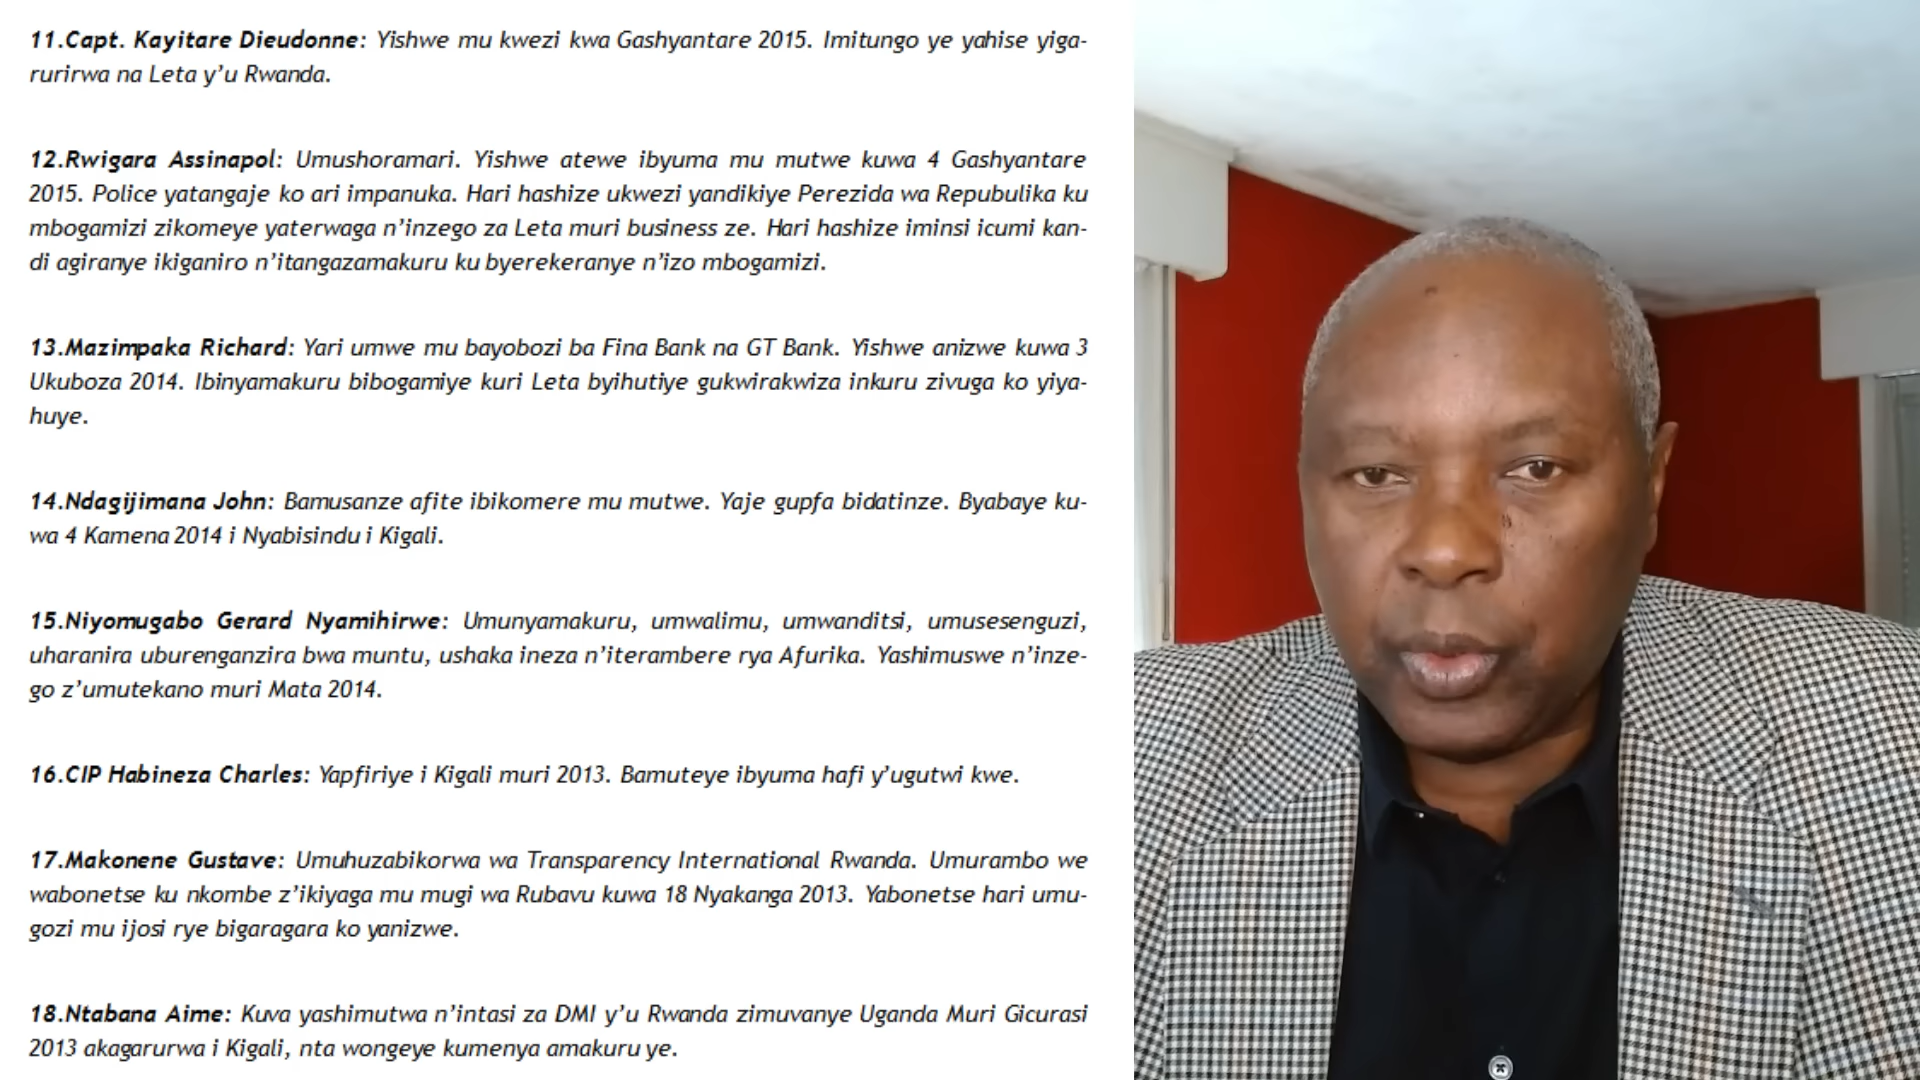 11.Capt. Kayitare Dieudonne: Yishwe mu kwezi kwa Gashyantare 2015. Imitungo ye yahise yiga-
rurirwa na Leta y’u Rwanda.
12.Rwigara Assinapol: Umushoramari. Yishwe atewe ibyuma mu mutwe kuwa 4 Gashyantare
2015. Police yatangaje ko ari impanuka. Hari hashize ukwezi yandikiye Perezida wa Repubulika ku
mbogamizi zikomeye yaterwaga n’inzego za Leta muri business ze. Hari hashize iminsi icumi kan-
di agiranye ikiganiro n’itangazamakuru ku byerekeranye n’izo mbogamizi.
13.Mazimpaka Richard: Yari umwe mu bayobozi ba Fina Bank na GT Bank. Yishwe anizwe kuwa 3
Ukuboza 2014. Ibinyamakuru bibogamiye kuri Leta byihutiye gukwirakwiza inkuru zivuga ko yiya-
huye.
14.Ndagijimana John: Bamusanze afite ibikomere mu mutwe. Yaje gupfa bidatinze. Byabaye ku-
wa 4 Kamena 2014 i Nyabisindu i Kigali.
15.Niyomugabo Gerard Nyamihirwe: Umunyamakuru, umwalimu, umwanditsi, umusesenguzi,
uharanira uburenganzira bwa muntu, ushaka ineza n’iterambere rya Afurika. Yashimuswe n’inze-
go z’umutekano muri Mata 2014.
16.CIP Habineza Charles: Yapfiriye i Kigali muri 2013. Bamuteye ibyuma hafi y’ugutwi kwe.
17.Makonene Gustave: Umuhuzabikorwa wa Transparency International Rwanda. Umurambo we
wabonetse ku nkombe z’ikiyaga mu mugi wa Rubavu kuwa 18 Nyakanga 2013. Yabonetse hari umu-
gozi mu ijosi rye bigaragara ko yanizwe.
18.Ntabana Aime: Kuva yashimutwa n’intasi za DMI y’u Rwanda zimuvanye Uganda Muri Gicurasi
2013 akagarurwa i Kigali, nta wongeye kumenya amakuru ye.